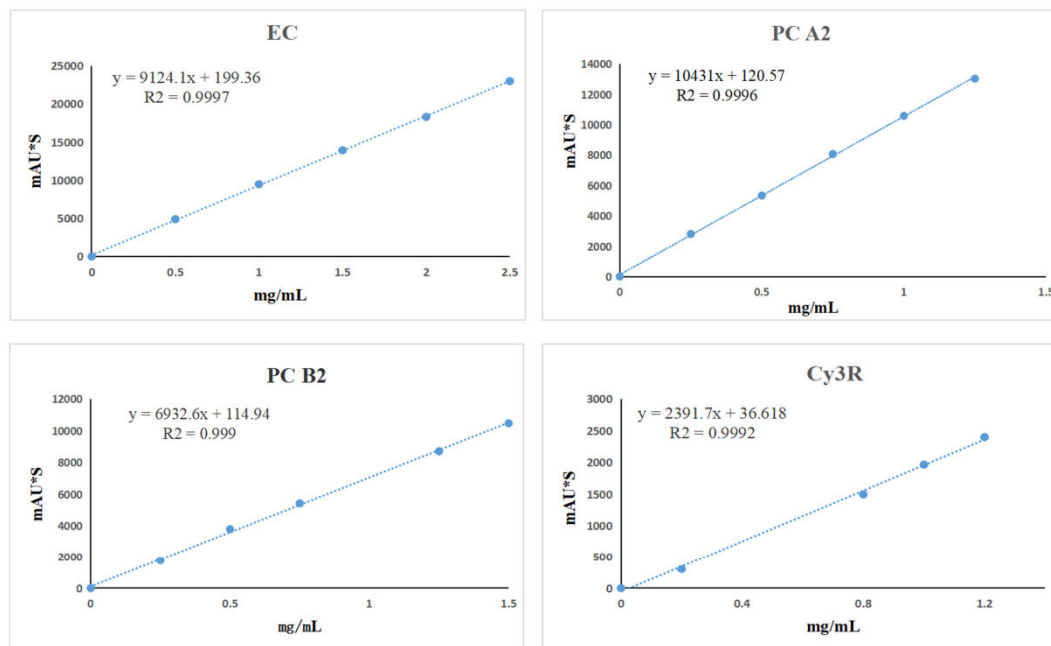 EC
y = 9124.1x + 199.36
R2 = 0.9997
25000
20000
15000
10000
5000
0
mAU*S
0 0.5 1 1.5 2 2.5
mg/mL
PC A2
y = 10431x + 120.57
R2 = 0.9996
14000
12000
10000
8000
6000
4000
2000
0
mAU*S
0 0.5 1 1.5
mg/mL
PC B2
y = 6932.6x + 114.94
R2 = 0.999
12000
10000
8000
6000
4000
2000
0
mAU*S
0 0.5 1 1.5
mg/mL
Cy3R
y = 2391.7x + 36.618
R2 = 0.9992
3000
2500
2000
1500
1000
500
0
mAU*S
0 0.4 0.8 1.2
mg/mL